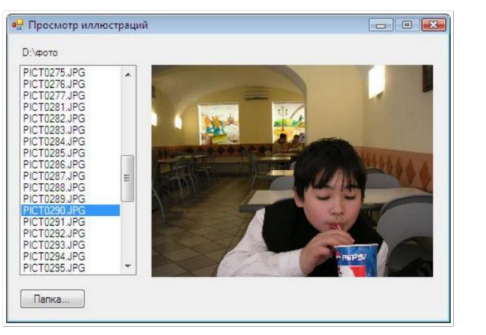 Просмотр иллюстраций
D:\фото
PICT0275.JPG
PICT0276.JPG
PICT0277.JPG
PICT0281.JPG
PICT0282.JPG
PICT0283.JPG
PICT0284.JPG
PICT0285.JPG
PICT0286.JPG
PICT0287.JPG
PICT0288.JPG
PICT0289.JPG
PICT0290.JPG
PICT0291.JPG
PICT0292.JPG
PICT0293.JPG
PICT0294.JPG
PICT0295.JPG
PEPSI
Папка...